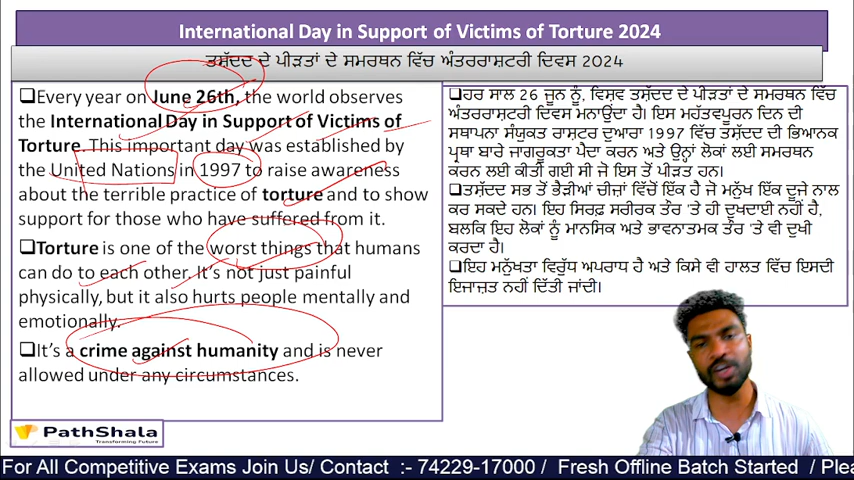 International Day in Support of Victims of Torture 2024
ਤਸ਼ੱਦਦ ਦੇ ਪੀੜਤਾਂ ਦੇ ਸਮਰਥਨ ਵਿੱਚ ਅੰਤਰਰਾਸ਼ਟਰੀ ਦਿਵਸ 2024
❑Every year on June 26th, the world observes
the International Day in Support of Victims of
Torture. This important day was established by
the United Nations in 1997 to raise awareness
about the terrible practice of torture and to show
support for those who have suffered from it.
❑Torture is one of the worst things that humans
can do to each other. It's not just painful
physically, but it also hurts people mentally and
emotionally.
❑It's a crime against humanity and is never
allowed under any circumstances.
❑ਹਰ ਸਾਲ 26 ਜੂਨ ਨੂੰ, ਵਿਸ਼ਵ ਤਸ਼ੱਦਦ ਦੇ ਪੀੜਤਾਂ ਦੇ ਸਮਰਥਨ ਵਿੱਚ
ਅੰਤਰਰਾਸ਼ਟਰੀ ਦਿਵਸ ਮਨਾਉਂਦਾ ਹੈ। ਇਸ ਮਹੱਤਵਪੂਰਨ ਦਿਨ ਦੀ
ਸਥਾਪਨਾ ਸੰਯੁਕਤ ਰਾਸ਼ਟਰ ਦੁਆਰਾ 1997 ਵਿੱਚ ਤਸ਼ੱਦਦ ਦੀ ਭਿਆਨਕ
ਪ੍ਰਥਾ ਬਾਰੇ ਜਾਗਰੂਕਤਾ ਪੈਦਾ ਕਰਨ ਅਤੇ ਉਨ੍ਹਾਂ ਲੋਕਾਂ ਲਈ ਸਮਰਥਨ
ਕਰਨ ਲਈ ਕੀਤੀ ਗਈ ਸੀ ਜੋ ਇਸ ਤੋਂ ਪੀੜਤ ਹਨ।
❑ਤਸ਼ੱਦਦ ਸਭ ਤੋਂ ਭੈੜੀਆਂ ਚੀਜ਼ਾਂ ਵਿੱਚੋਂ ਇੱਕ ਹੈ ਜੋ ਮਨੁੱਖ ਇੱਕ ਦੂਜੇ ਨਾਲ
ਕਰ ਸਕਦੇ ਹਨ। ਇਹ ਸਿਰਫ਼ ਸਰੀਰਕ ਤੌਰ 'ਤੇ ਹੀ ਦੁਖਦਾਈ ਨਹੀਂ ਹੈ,
ਬਲਕਿ ਇਹ ਲੋਕਾਂ ਨੂੰ ਮਾਨਸਿਕ ਅਤੇ ਭਾਵਨਾਤਮਕ ਤੌਰ 'ਤੇ ਵੀ ਦੁਖੀ
ਕਰਦਾ ਹੈ।
❑ਇਹ ਮਨੁੱਖਤਾ ਵਿਰੁੱਧ ਅਪਰਾਧ ਹੈ ਅਤੇ ਕਿਸੇ ਵੀ ਹਾਲਤ ਵਿੱਚ ਇਸਦੀ
ਇਜਾਜ਼ਤ ਨਹੀਂ ਦਿੱਤੀ ਜਾਂਦੀ।
PathShala
Transforming Future
For All Competitive Exams Join Us/ Contact :- 74229-17000 / Fresh Offline Batch Started / Plea